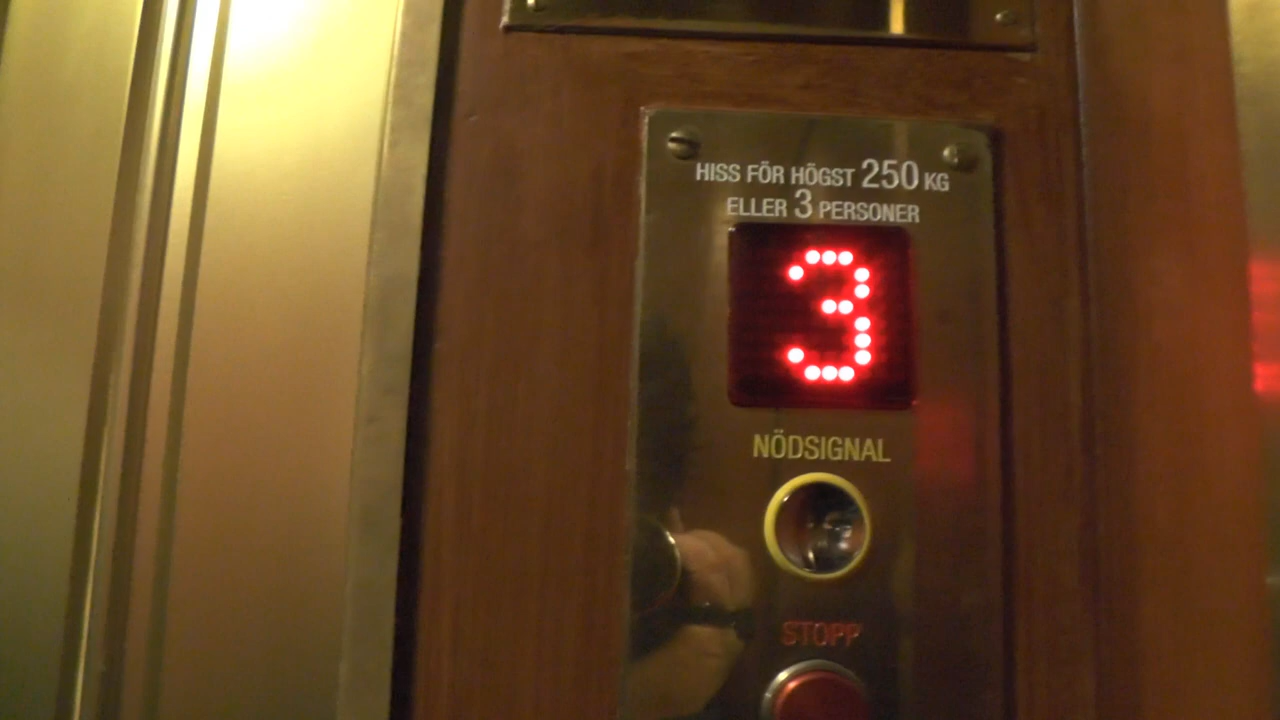 HISS FÖR HÖGST 250 KG
ELLER 3 PERSONER
3
NÖDSIGNAL
STOPP